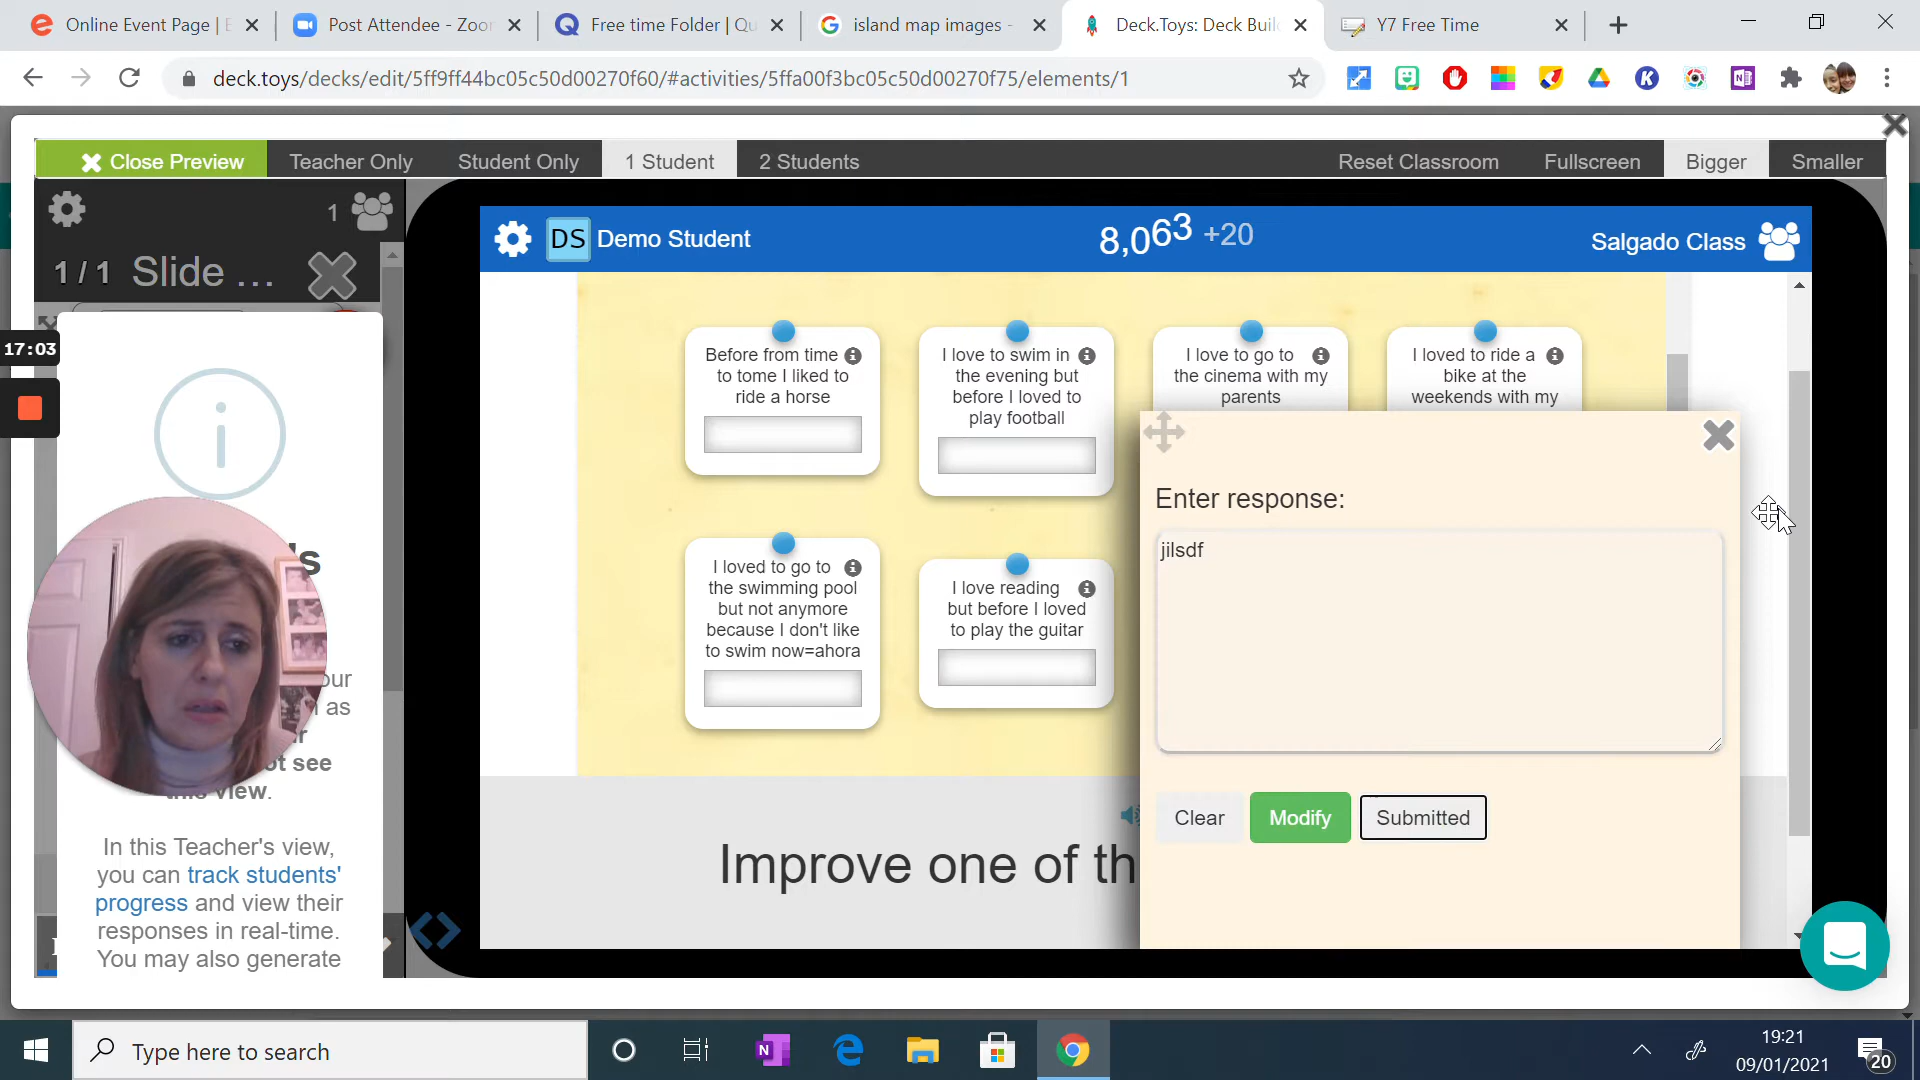 Online Event Page | E
Post Attendee - Zoo
Free time Folder | Qu
island map images -
Deck.Toys: Deck Buil
Y7 Free Time
deck.toys/decks/edit/5ff9ff44bc05c50d00270f60/#activities/5ffa00f3bc05c50d00270f75/elements/1
Close Preview
Teacher Only
Student Only
1 Student
2 Students
Reset Classroom
Fullscreen
Bigger
Smaller
1
1 / 1 Slide ...
17:03
DS Demo Student
8,063 +20
Salgado Class
Before from time
to tome I liked to
ride a horse
I love to swim in
the evening but
before I loved to
play football
I love to go to
the cinema with my
parents
I loved to ride a
bike at the
weekends with my
I loved to go to
the swimming pool
but not anymore
because I don't like
to swim now=ahora
I love reading
but before I loved
to play the guitar
Enter response:
jilsdf
Clear
Modify
Submitted
Improve one of th
's
our
as
r
ot see
this view.
In this Teacher's view,
you can track students'
progress and view their
responses in real-time.
You may also generate
Type here to search
19:21
09/01/2021
20